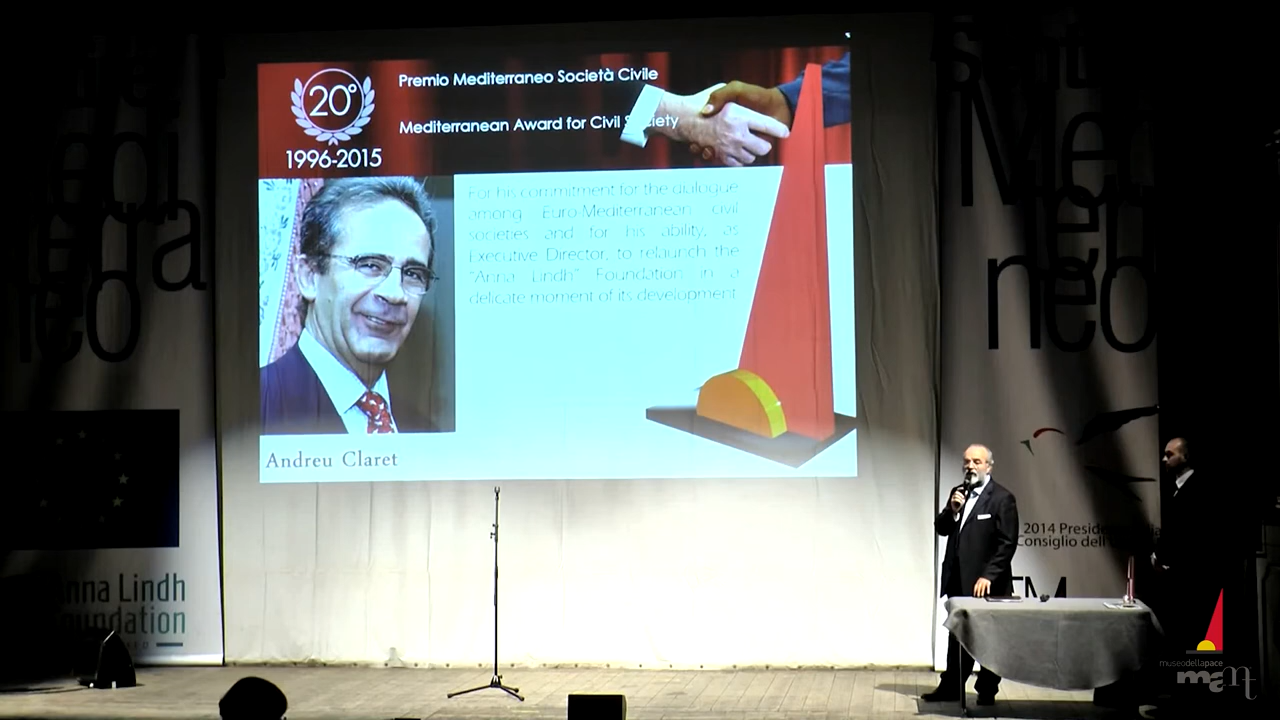 20°
1996-2015
Premio Mediterraneo Società Civile
Mediterranean Award for Civil Society
For his commitment for the dialogue
among Euro-Mediterranean civil
societies and for his ability, as
Executive Director, to relaunch the
"Anna Lindh" Foundation in a
delicate moment of its development
Andreu Claret
Anna Lindh
Foundation
neo
2014
Consiglio dell
museodellapace